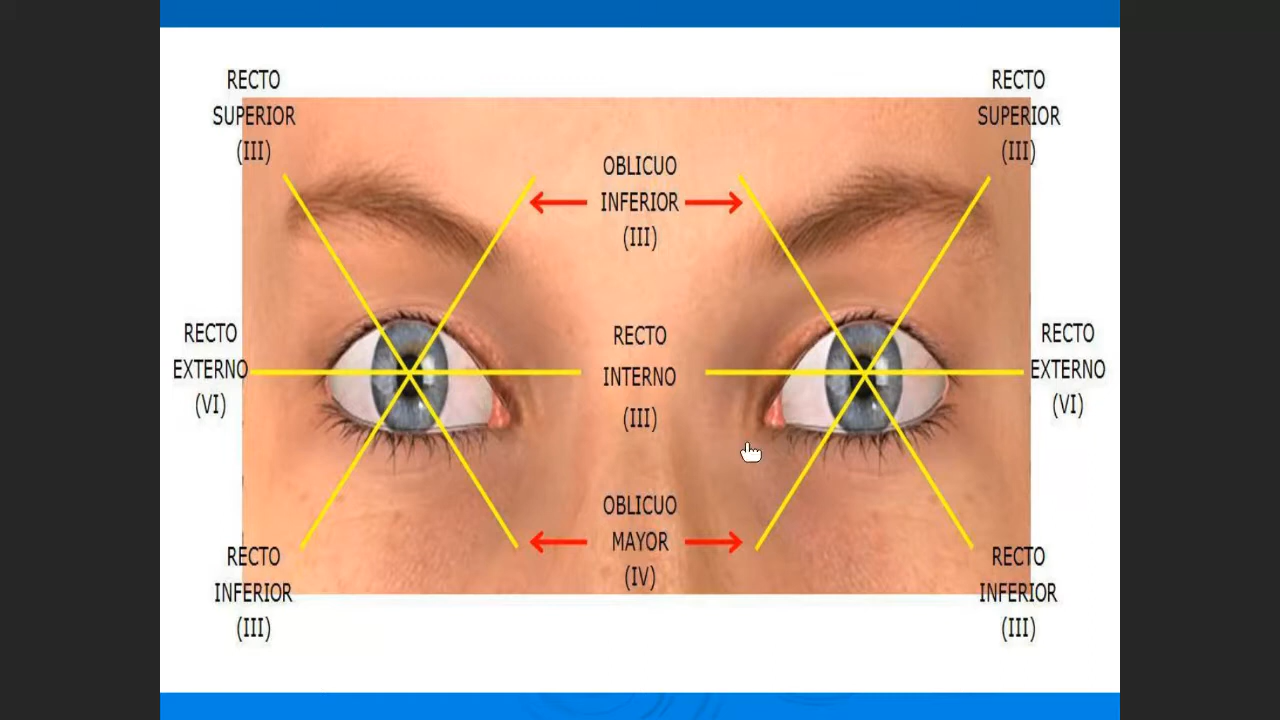 RECTO
SUPERIOR
(III)
RECTO
SUPERIOR
(III)
OBLICUO
INFERIOR
(III)
RECTO
EXTERNO
(VI)
RECTO
INTERNO
(III)
RECTO
EXTERNO
(VI)
OBLICUO
MAYOR
(IV)
RECTO
INFERIOR
(III)
RECTO
INFERIOR
(III)